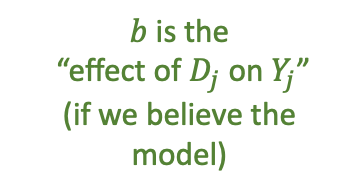 b is the
“effect of Dⱼ on Yⱼ”
(if we believe the
model)